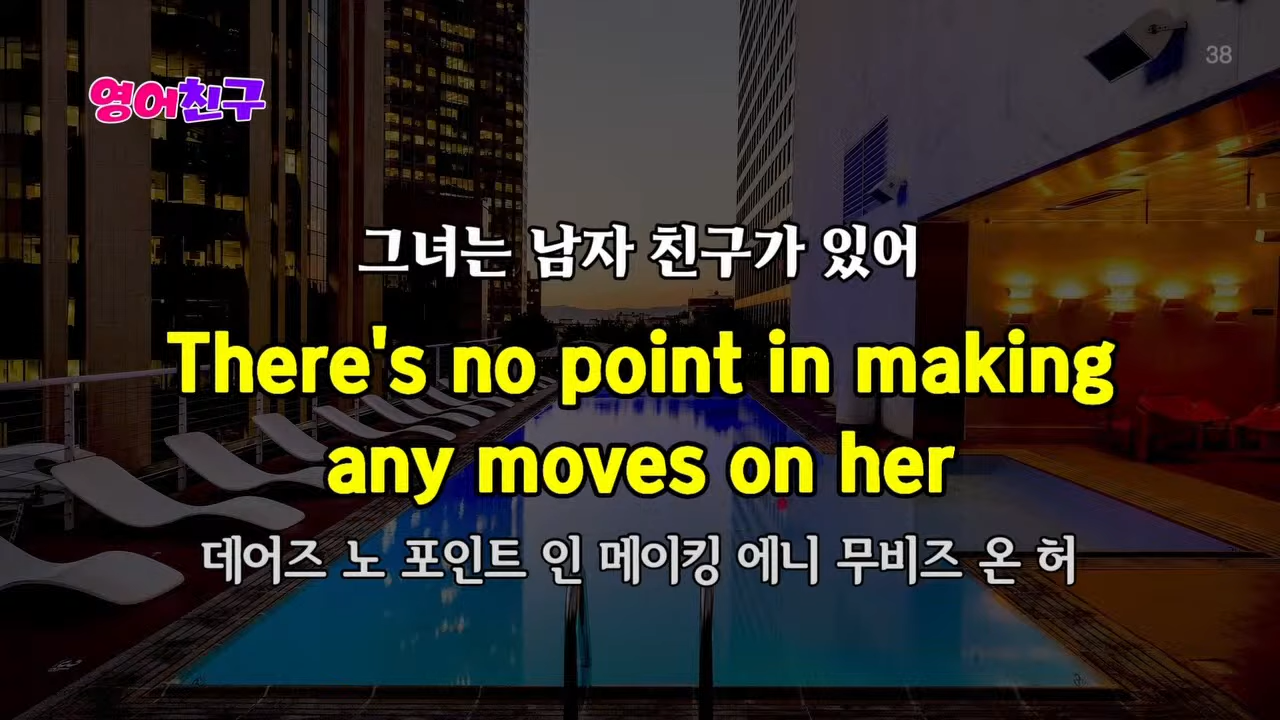 38
영어친구
그녀는 남자 친구가 있어
There's no point in making
any moves on her
데어즈 노 포인트 인 메이킹 에니 무비즈 온 허